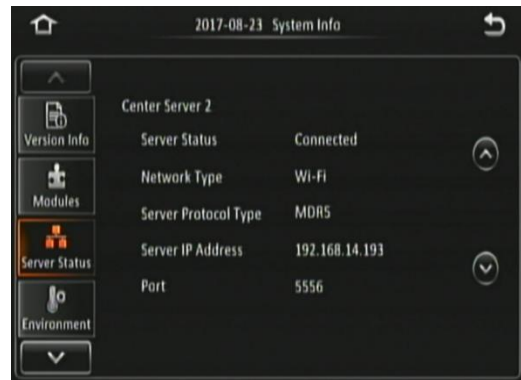 2017-08-23 System Info
Version Info
Modules
Server Status
Environment
Center Server 2
Server Status Connected
Network Type Wi-Fi
Server Protocol Type MDR5
Server IP Address 192.168.14.193
Port 5556